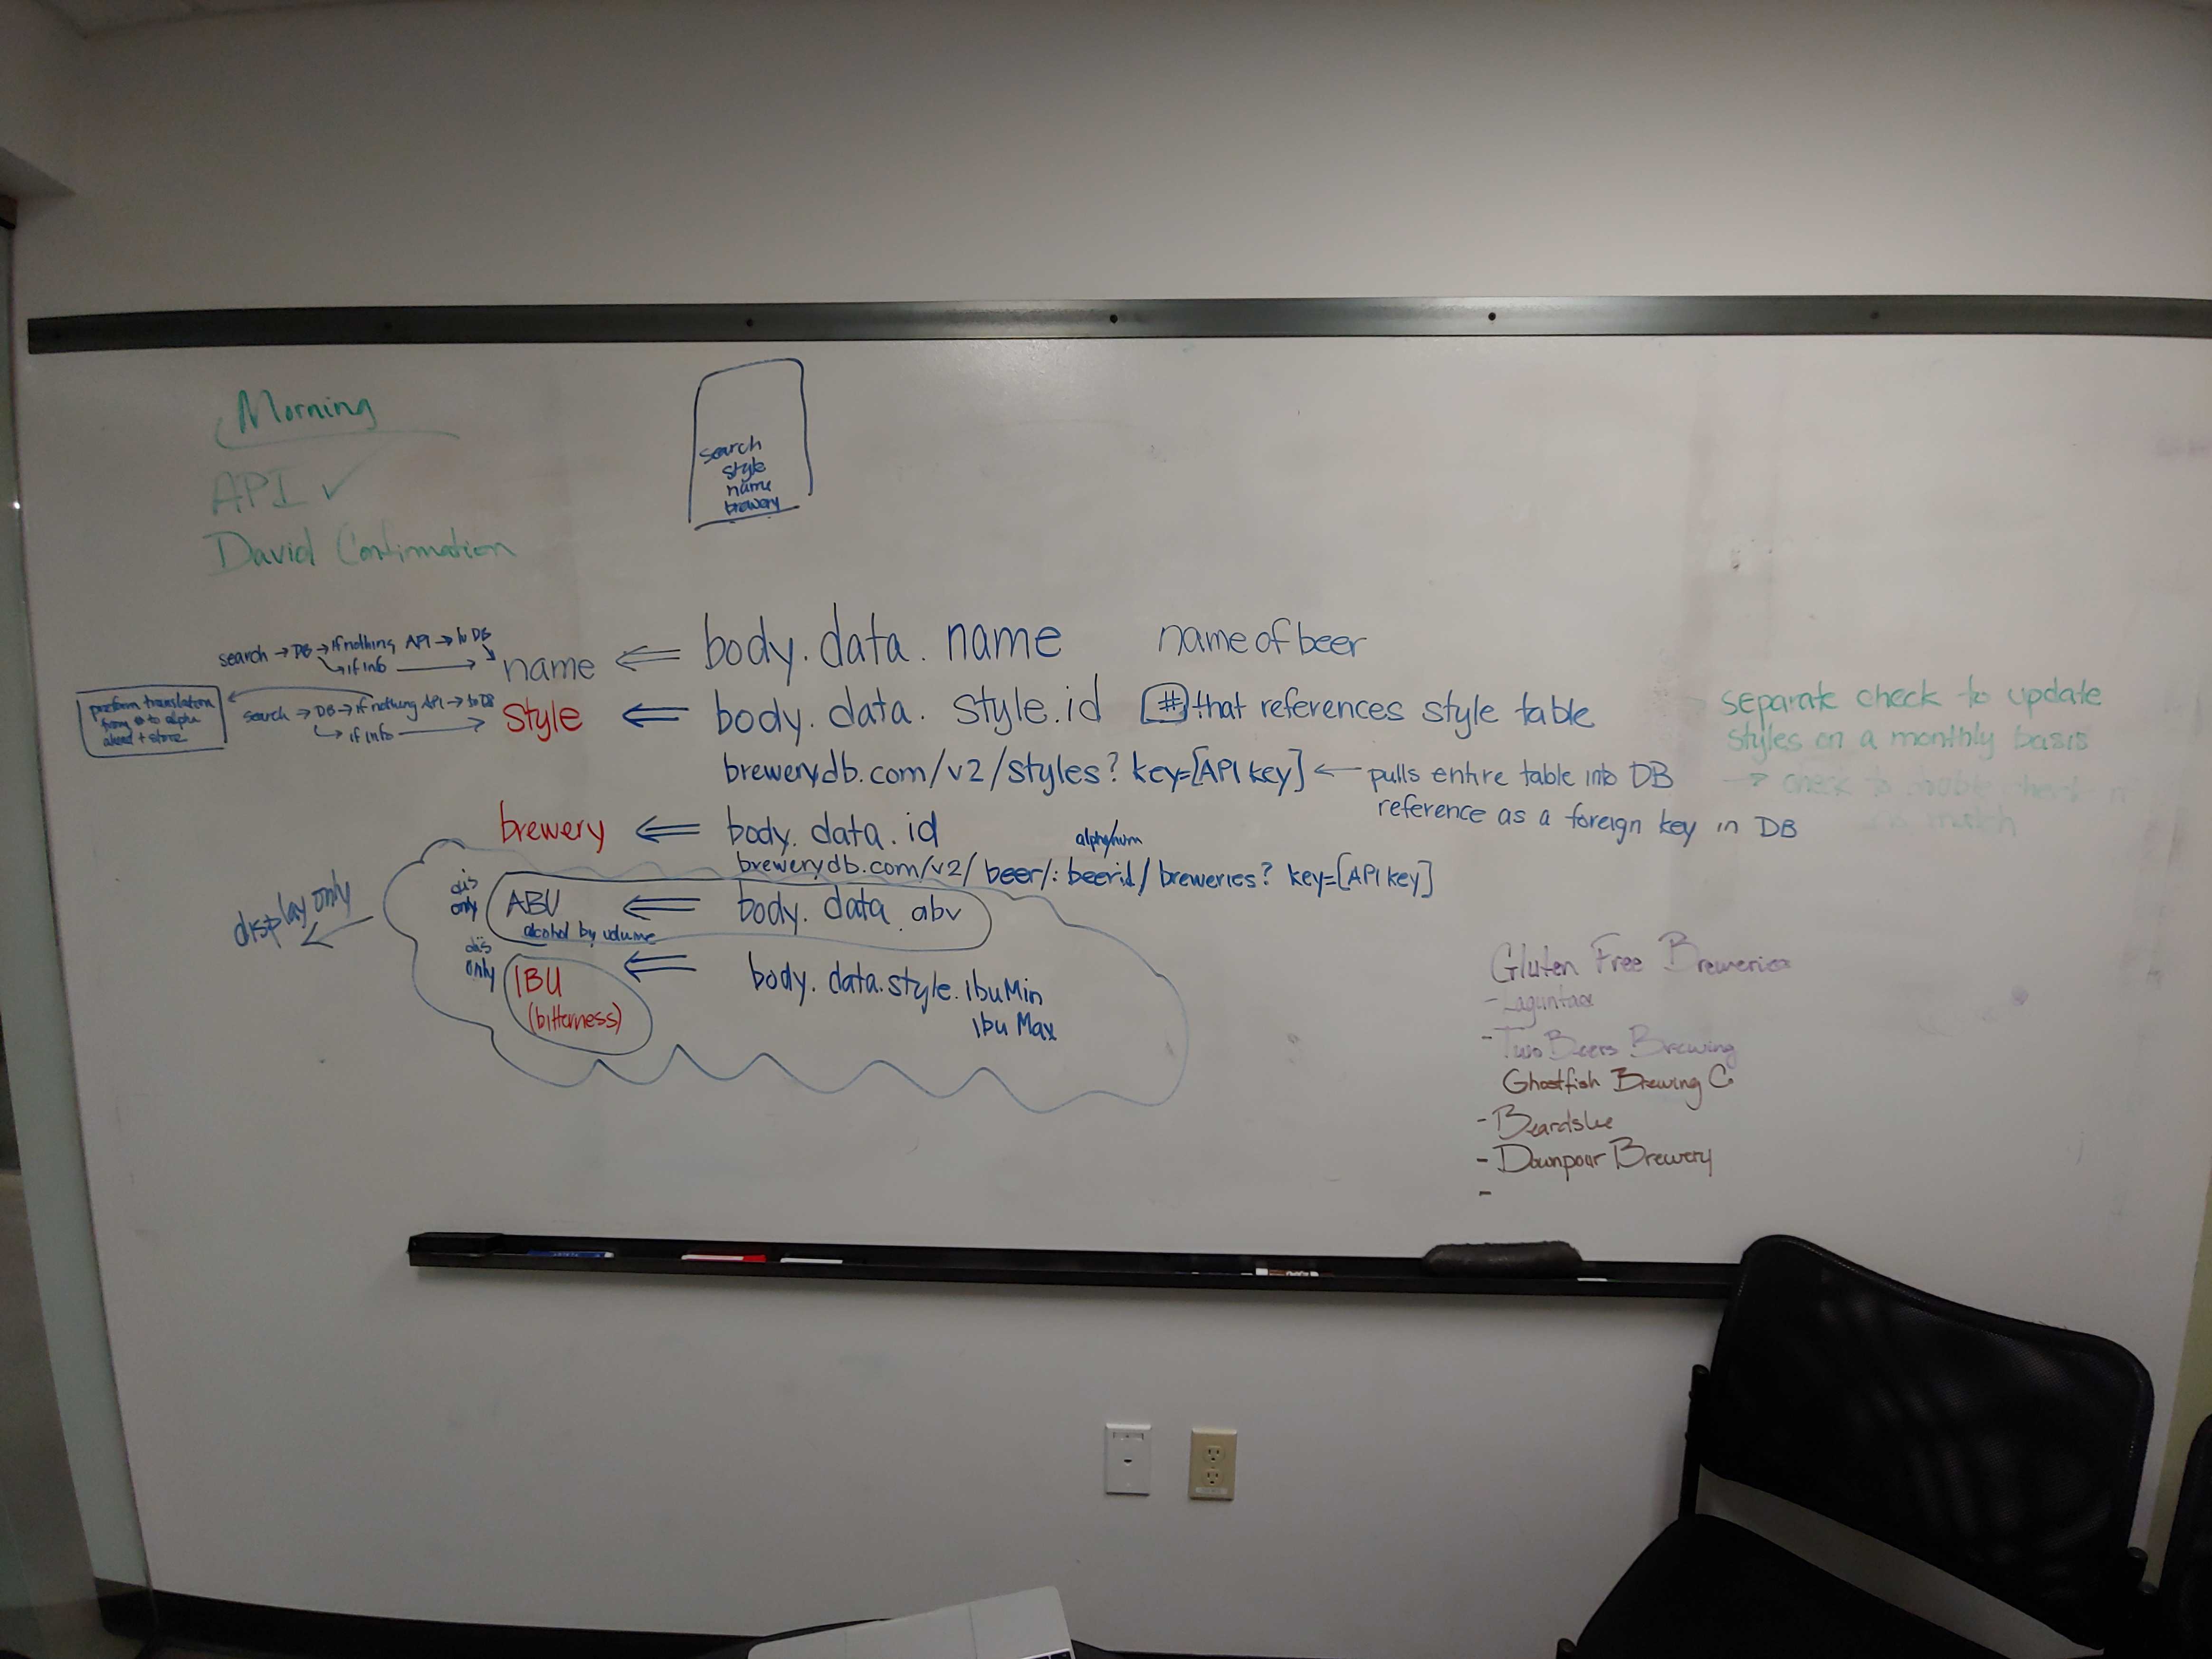 Morning
API ✓
David Confirmation
search
style
name
brewery
search → DB → If nothing API → to DB
↳ if info → name ⇐ body.data.name name of beer
perform translation
from # to alpha
ahead + store
search → DB → If nothing API → to DB
↳ if info → style ⇐ body.data.style.id # that references style table
brewerydb.com/v2/styles?key=[API key] ← pulls entire table into DB
reference as a foreign key in DB
separate check to update
styles on a monthly basis
→ check to
match
brewery ⇐ body.data.id
alpha/num
brewerydb.com/v2/beer/:beerid/breweries?key=[API key]
display only
dis
only
ABV ⇐ body.data.abv
alcohol by volume
dis
only
IBU ⇐ body.data.style.ibuMin
(bitterness) ibuMax
Gluten Free Breweries
-
- Two Beers Brewing
Ghostfish Brewing Co
- Beardslee
- Downpour Brewery
-